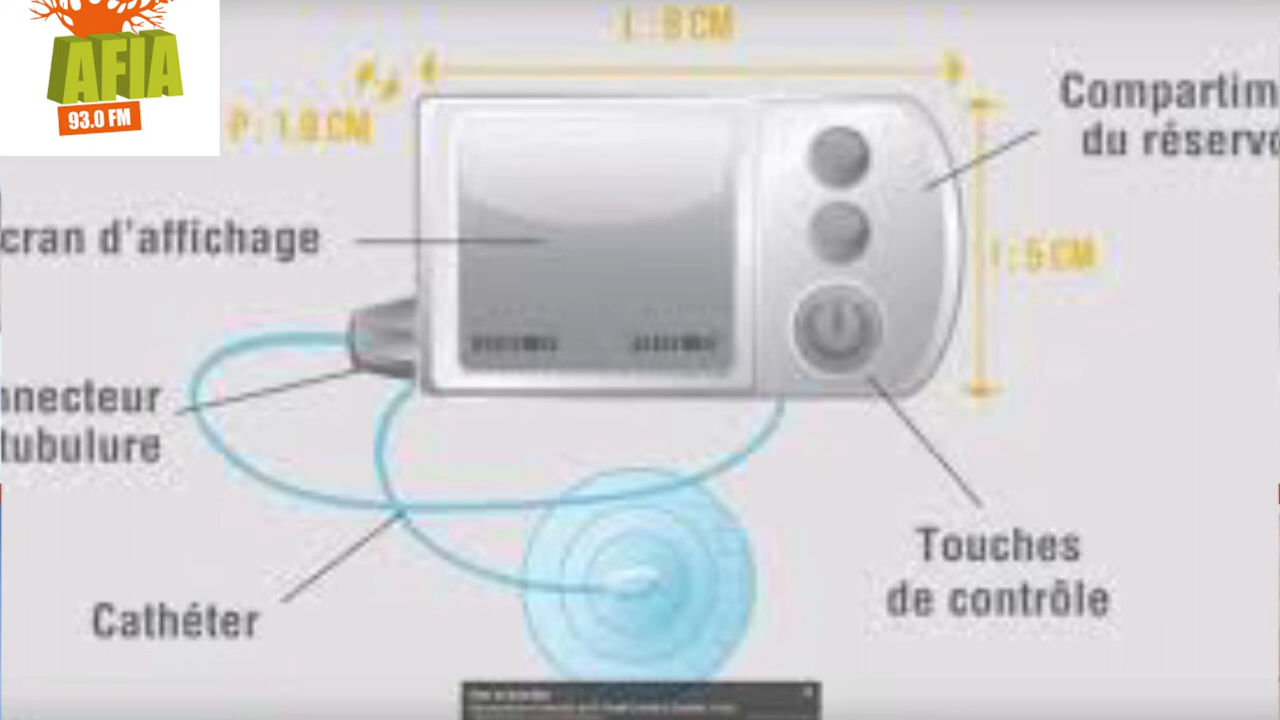 AFIA
93.0 FM
L : 8 CM
P : 1.9 CM
Compartim
du réservo
cran d'affichage
l : 5 CM
nnecteur
tubulure
Touches
de contrôle
Cathéter